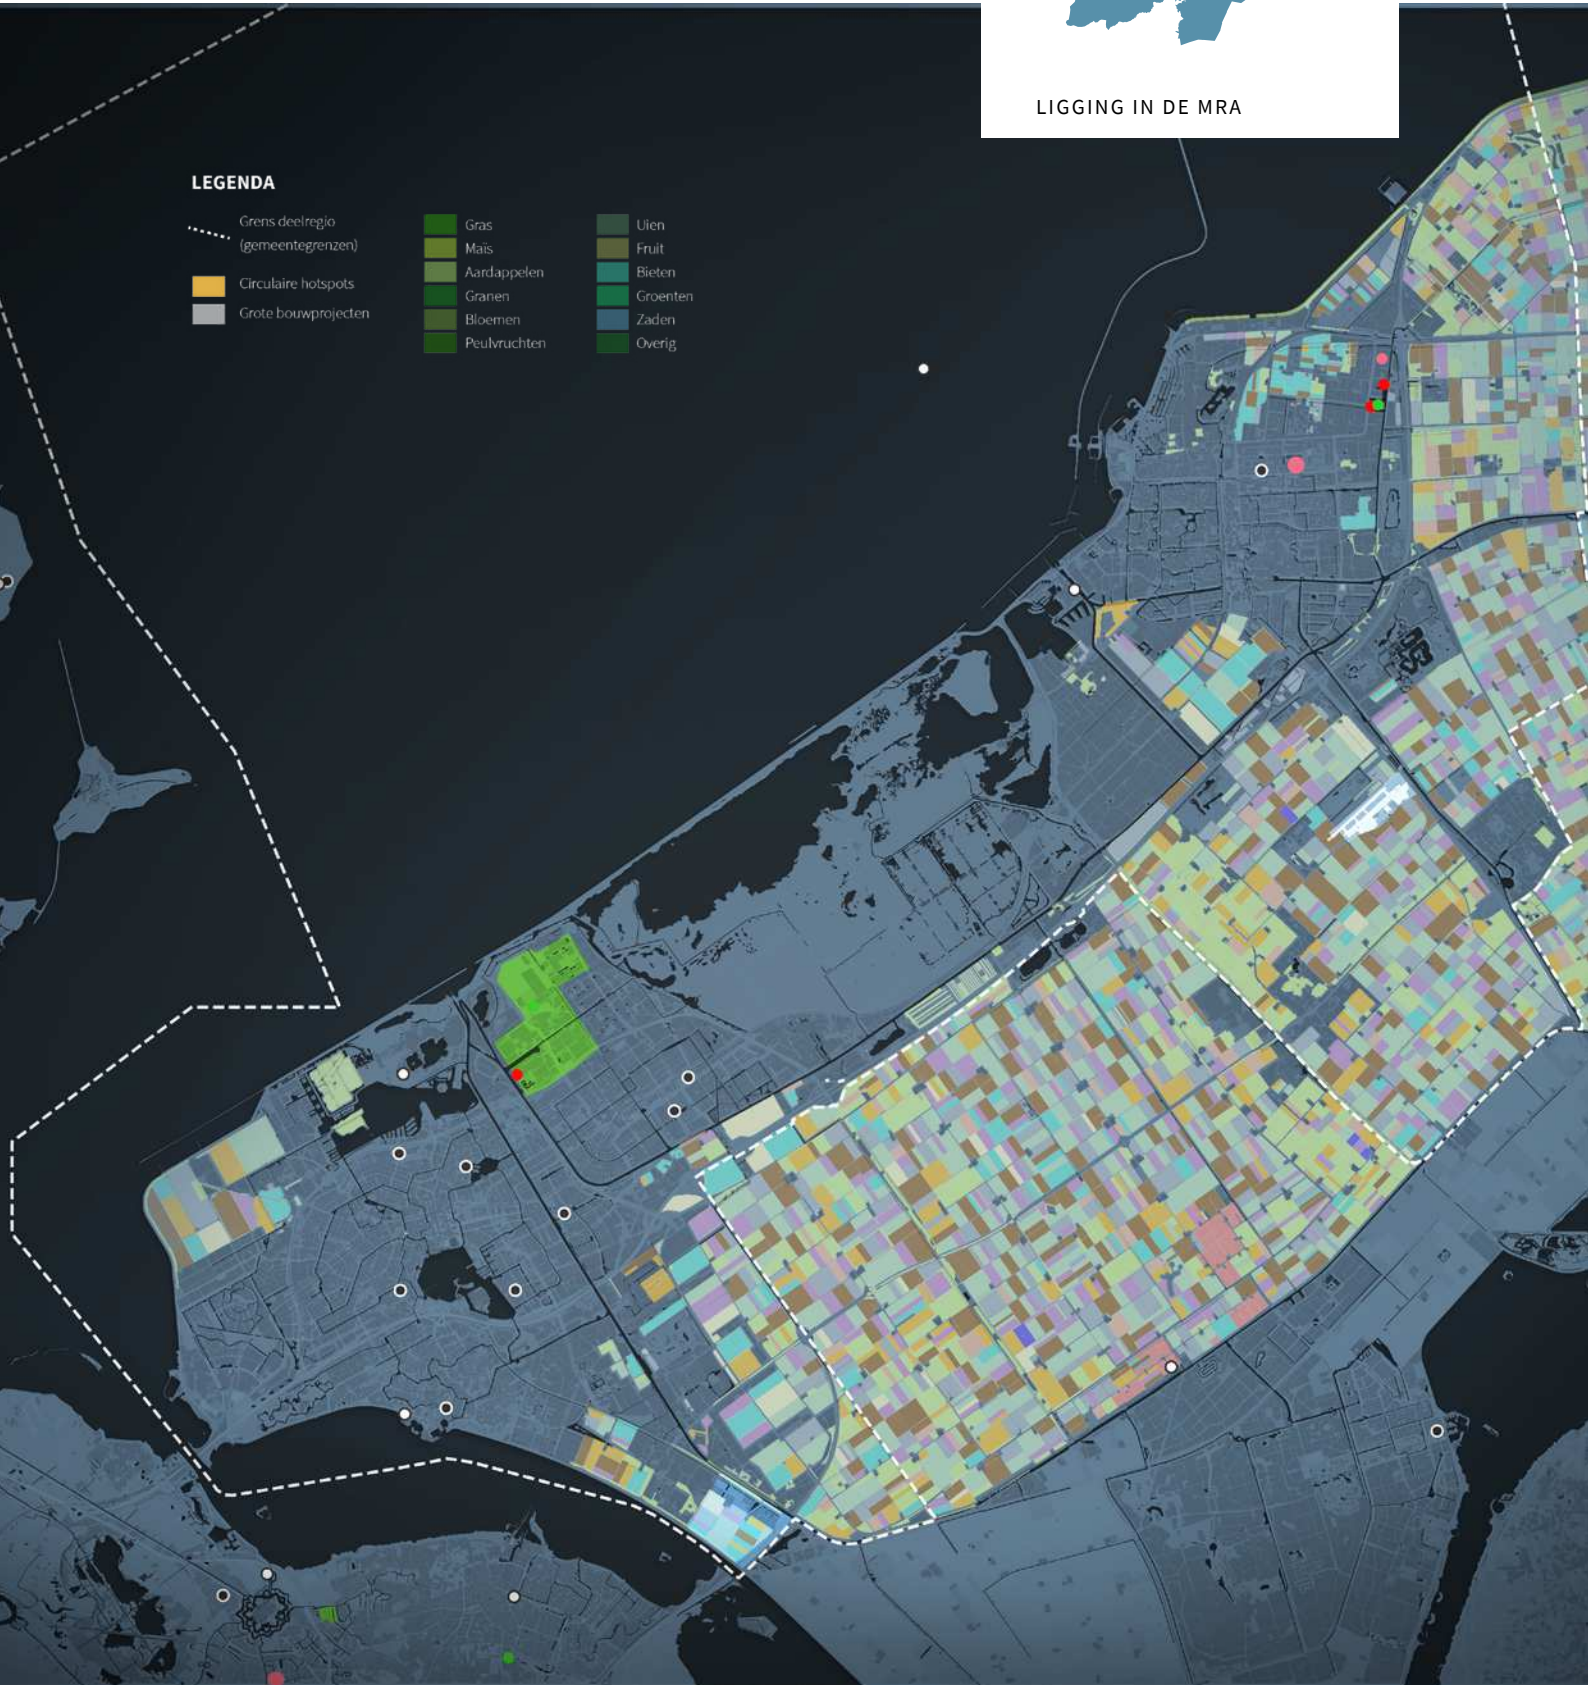 LIGGING IN DE MRA
LEGENDA
Grens deelregio
(gemeentegrenzen)
Circulaire hotspots
Grote bouwprojecten
Gras
Maïs
Aardappelen
Granen
Bloemen
Peulvruchten
Uien
Fruit
Bieten
Groenten
Zaden
Overig